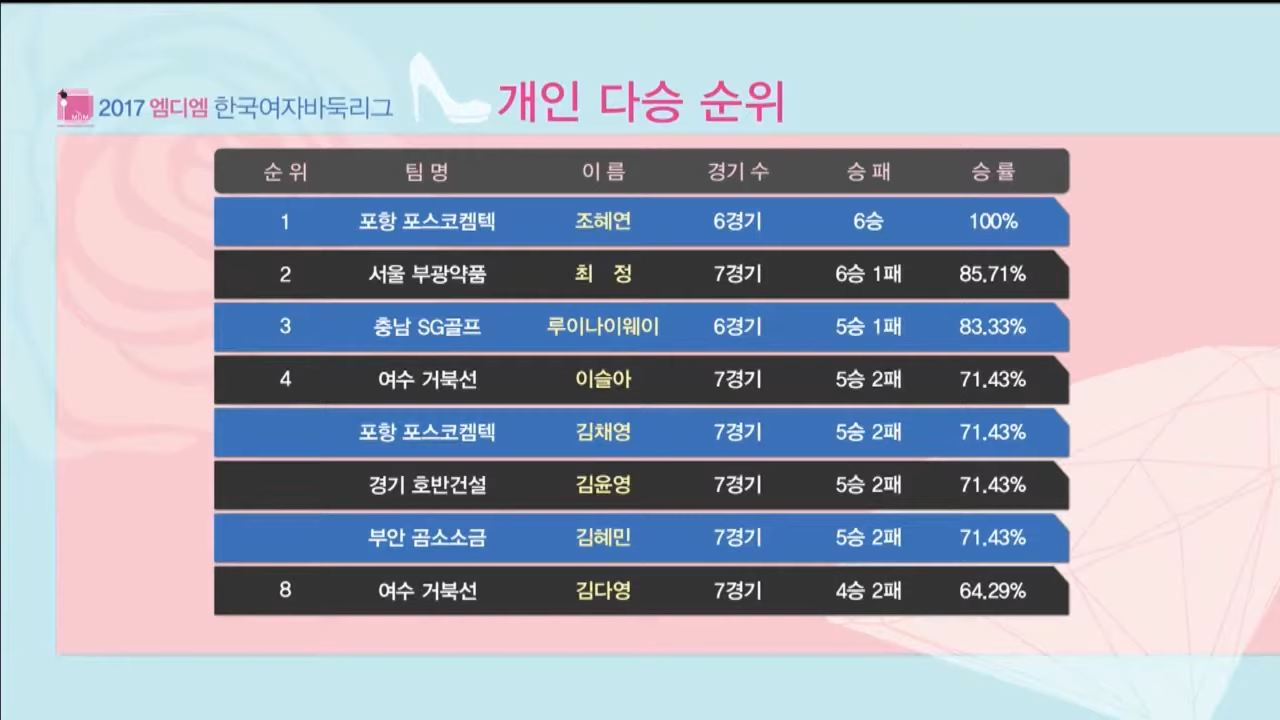 MDM
2017 엠디엠 한국여자바둑리그
개인 다승 순위
순 위 팀 명 이 름 경기 수 승 패 승 률
1 포항 포스코켐텍 조혜연 6경기 6승 100%
2 서울 부광약품 최 정 7경기 6승 1패 85.71%
3 충남 SG골프 루이나이웨이 6경기 5승 1패 83.33%
4 여수 거북선 이슬아 7경기 5승 2패 71.43%
포항 포스코켐텍 김채영 7경기 5승 2패 71.43%
경기 호반건설 김윤영 7경기 5승 2패 71.43%
부안 곰소소금 김혜민 7경기 5승 2패 71.43%
8 여수 거북선 김다영 7경기 4승 2패 64.29%